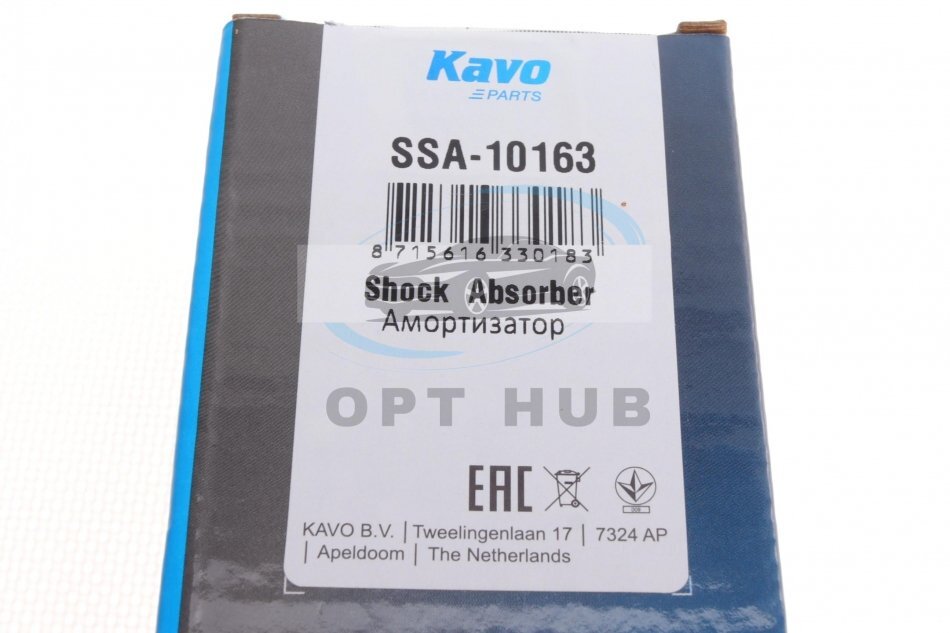 Kavo
PARTS
SSA-10163
8 715616 330183
Shock Absorber
Амортизатор
OPT HUB
EAC
009
KAVO B.V. | Tweelingenlaan 17 | 7324 AP
| Apeldoom | The Netherlands